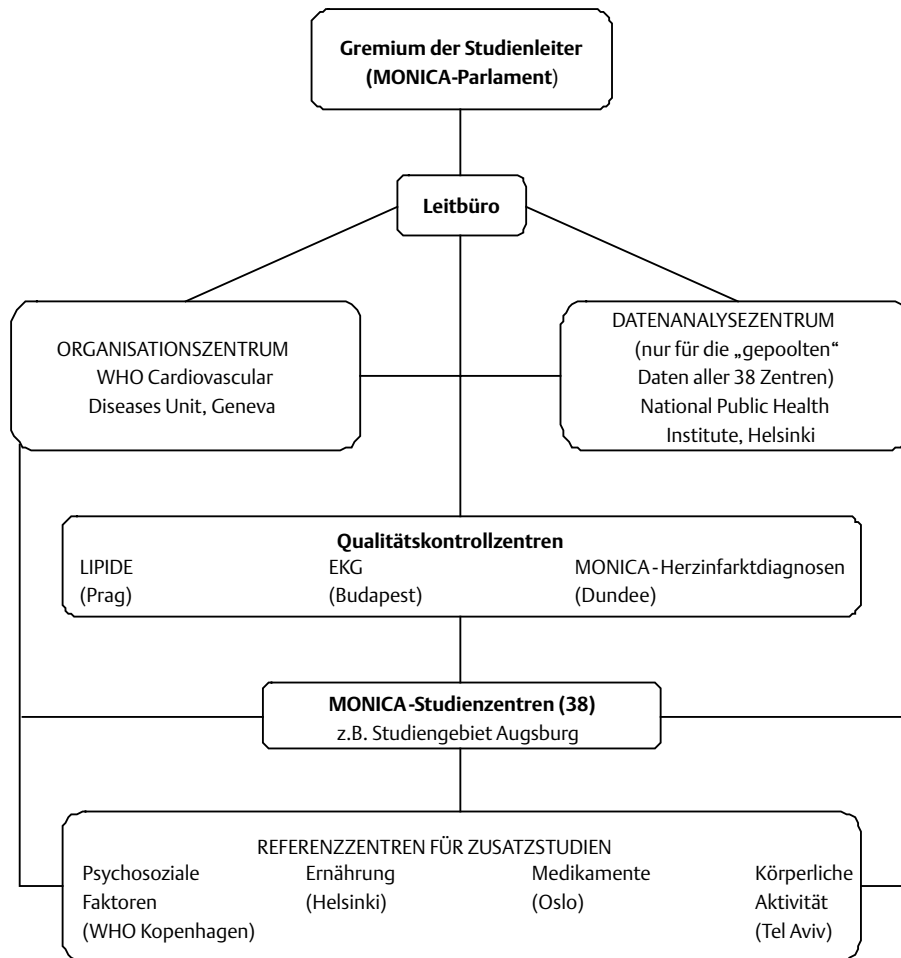 Gremium der Studienleiter
(MONICA-Parlament)
Leitbüro
ORGANISATIONSZENTRUM
WHO Cardiovascular
Diseases Unit, Geneva
DATENANALYSEZENTRUM
(nur für die „gepoolten“
Daten aller 38 Zentren)
National Public Health
Institute, Helsinki
Qualitätskontrollzentren
LIPIDE EKG MONICA-Herzinfarktdiagnosen
(Prag) (Budapest) (Dundee)
MONICA-Studienzentren (38)
z.B. Studiengebiet Augsburg
REFERENZZENTREN FÜR ZUSATZSTUDIEN
Psychosoziale Ernährung Medikamente Körperliche
Faktoren (Helsinki) (Oslo) Aktivität
(WHO Kopenhagen) (Tel Aviv)